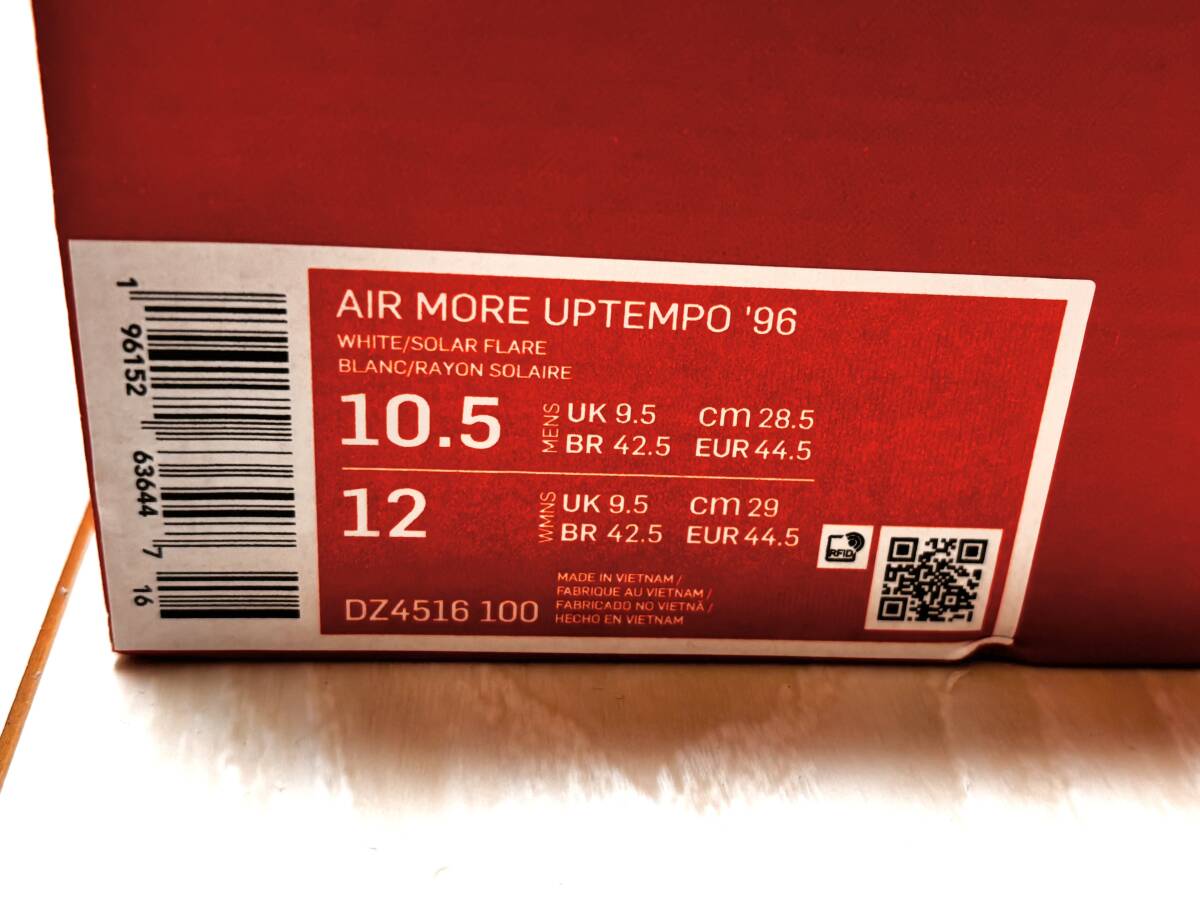 1 96152 63644 7 16
AIR MORE UPTEMPO '96
WHITE/SOLAR FLARE
BLANC/RAYON SOLAIRE
10.5 MENS UK 9.5 cm 28.5
BR 42.5 EUR 44.5
12 WMNS UK 9.5 cm 29
BR 42.5 EUR 44.5
RFID
DZ4516 100
MADE IN VIETNAM /
FABRIQUE AU VIETNAM /
FABRICADO NO VIETNÃ /
HECHO EN VIETNAM